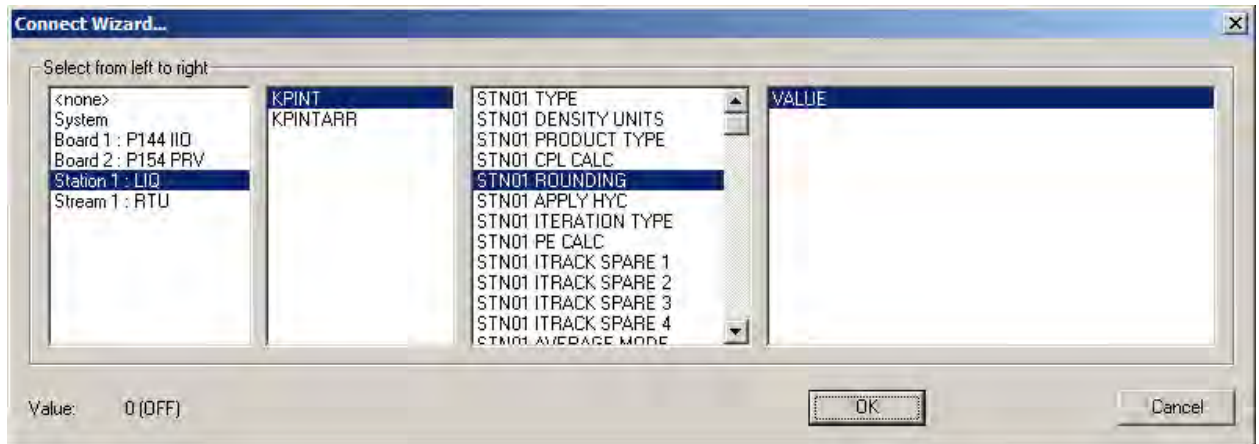 Connect Wizard...
Select from left to right
<none>
System
Board 1 : P144 IIO
Board 2 : P154 PRV
Station 1 : LIQ
Stream 1 : RTU
KPINT
KPINTARR
STN01 TYPE
STN01 DENSITY UNITS
STN01 PRODUCT TYPE
STN01 CPL CALC
STN01 ROUNDING
STN01 APPLY HYC
STN01 ITERATION TYPE
STN01 PE CALC
STN01 ITRACK SPARE 1
STN01 ITRACK SPARE 2
STN01 ITRACK SPARE 3
STN01 ITRACK SPARE 4
STN01 AVERAGE MODE
VALUE
Value: 0 (OFF)
OK
Cancel